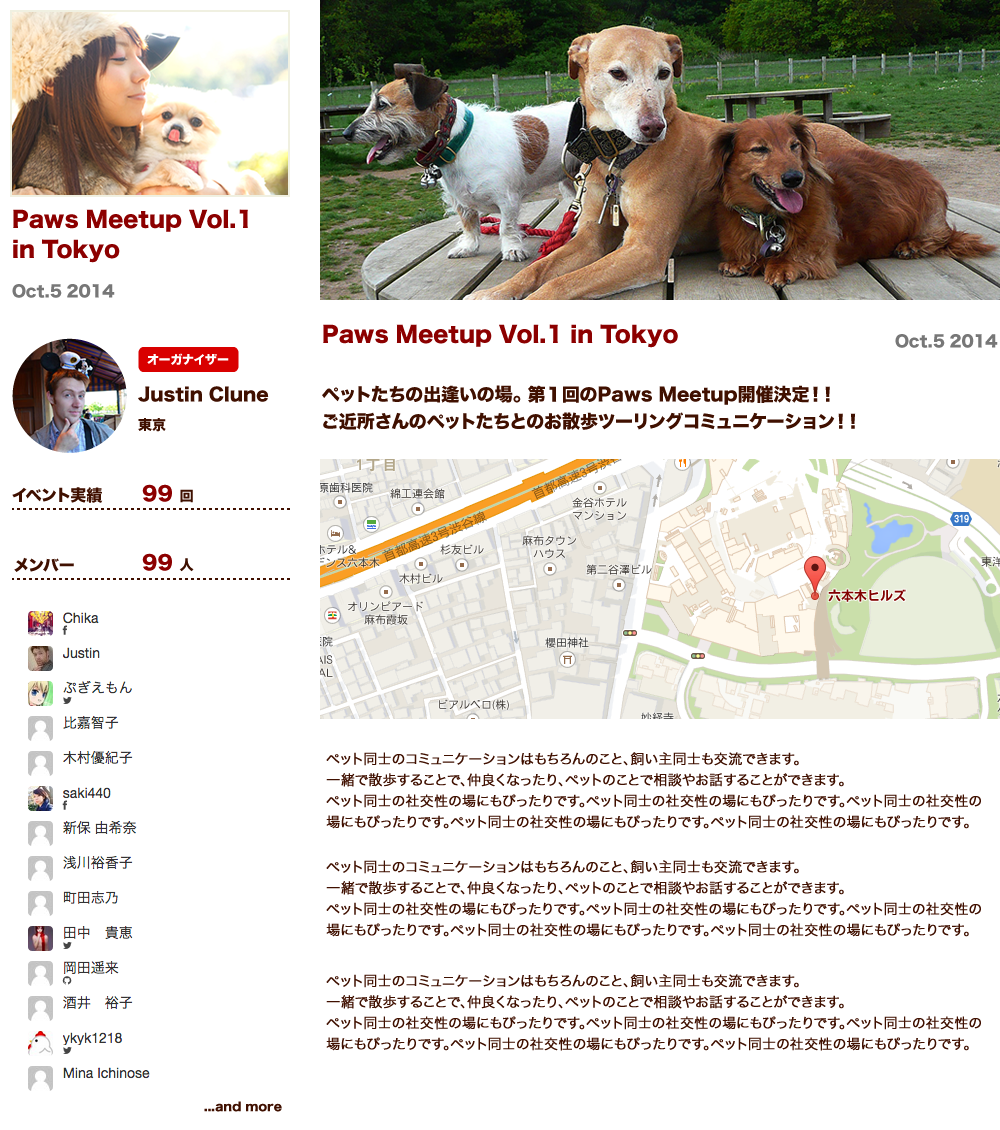 Paws Meetup Vol.1
in Tokyo
Oct.5 2014
オーガナイザー
Justin Clune
東京
イベント実績 99 回
メンバー 99 人
Chika
Justin
ぷぎえもん
比嘉智子
木村優紀子
saki440
新保 由希奈
浅川裕香子
町田志乃
田中　貴恵
岡田遥来
酒井　裕子
ykyk1218
Mina Ichinose
...and more
Paws Meetup Vol.1 in Tokyo
Oct.5 2014
ペットたちの出逢いの場。第１回のPaws Meetup開催決定！！
ご近所さんのペットたちとのお散歩ツーリングコミュニケーション！！
1丁目
原歯科医院
綿工連会館
首都高速3号渋谷線
首都高速3号渋谷線
金谷ホテル
マンション
319
ホテル&
デンス六本木
杉友ビル
麻布タウン
ハウス
木村ビル
第二谷澤ビル
東洋
六本木ヒルズ
オリンピアード
麻布霞坂
院
櫻田神社
AIS
AL
ビアルベロ(株)
妙経寺
ペット同士のコミュニケーションはもちろんのこと、飼い主同士も交流できます。
一緒で散歩することで、仲良くなったり、ペットのことで相談やお話することができます。
ペット同士の社交性の場にもぴったりです。ペット同士の社交性の場にもぴったりです。ペット同士の社交性の
場にもぴったりです。ペット同士の社交性の場にもぴったりです。ペット同士の社交性の場にもぴったりです。
ペット同士のコミュニケーションはもちろんのこと、飼い主同士も交流できます。
一緒で散歩することで、仲良くなったり、ペットのことで相談やお話することができます。
ペット同士の社交性の場にもぴったりです。ペット同士の社交性の場にもぴったりです。ペット同士の社交性の
場にもぴったりです。ペット同士の社交性の場にもぴったりです。ペット同士の社交性の場にもぴったりです。
ペット同士のコミュニケーションはもちろんのこと、飼い主同士も交流できます。
一緒で散歩することで、仲良くなったり、ペットのことで相談やお話することができます。
ペット同士の社交性の場にもぴったりです。ペット同士の社交性の場にもぴったりです。ペット同士の社交性の
場にもぴったりです。ペット同士の社交性の場にもぴったりです。ペット同士の社交性の場にもぴったりです。